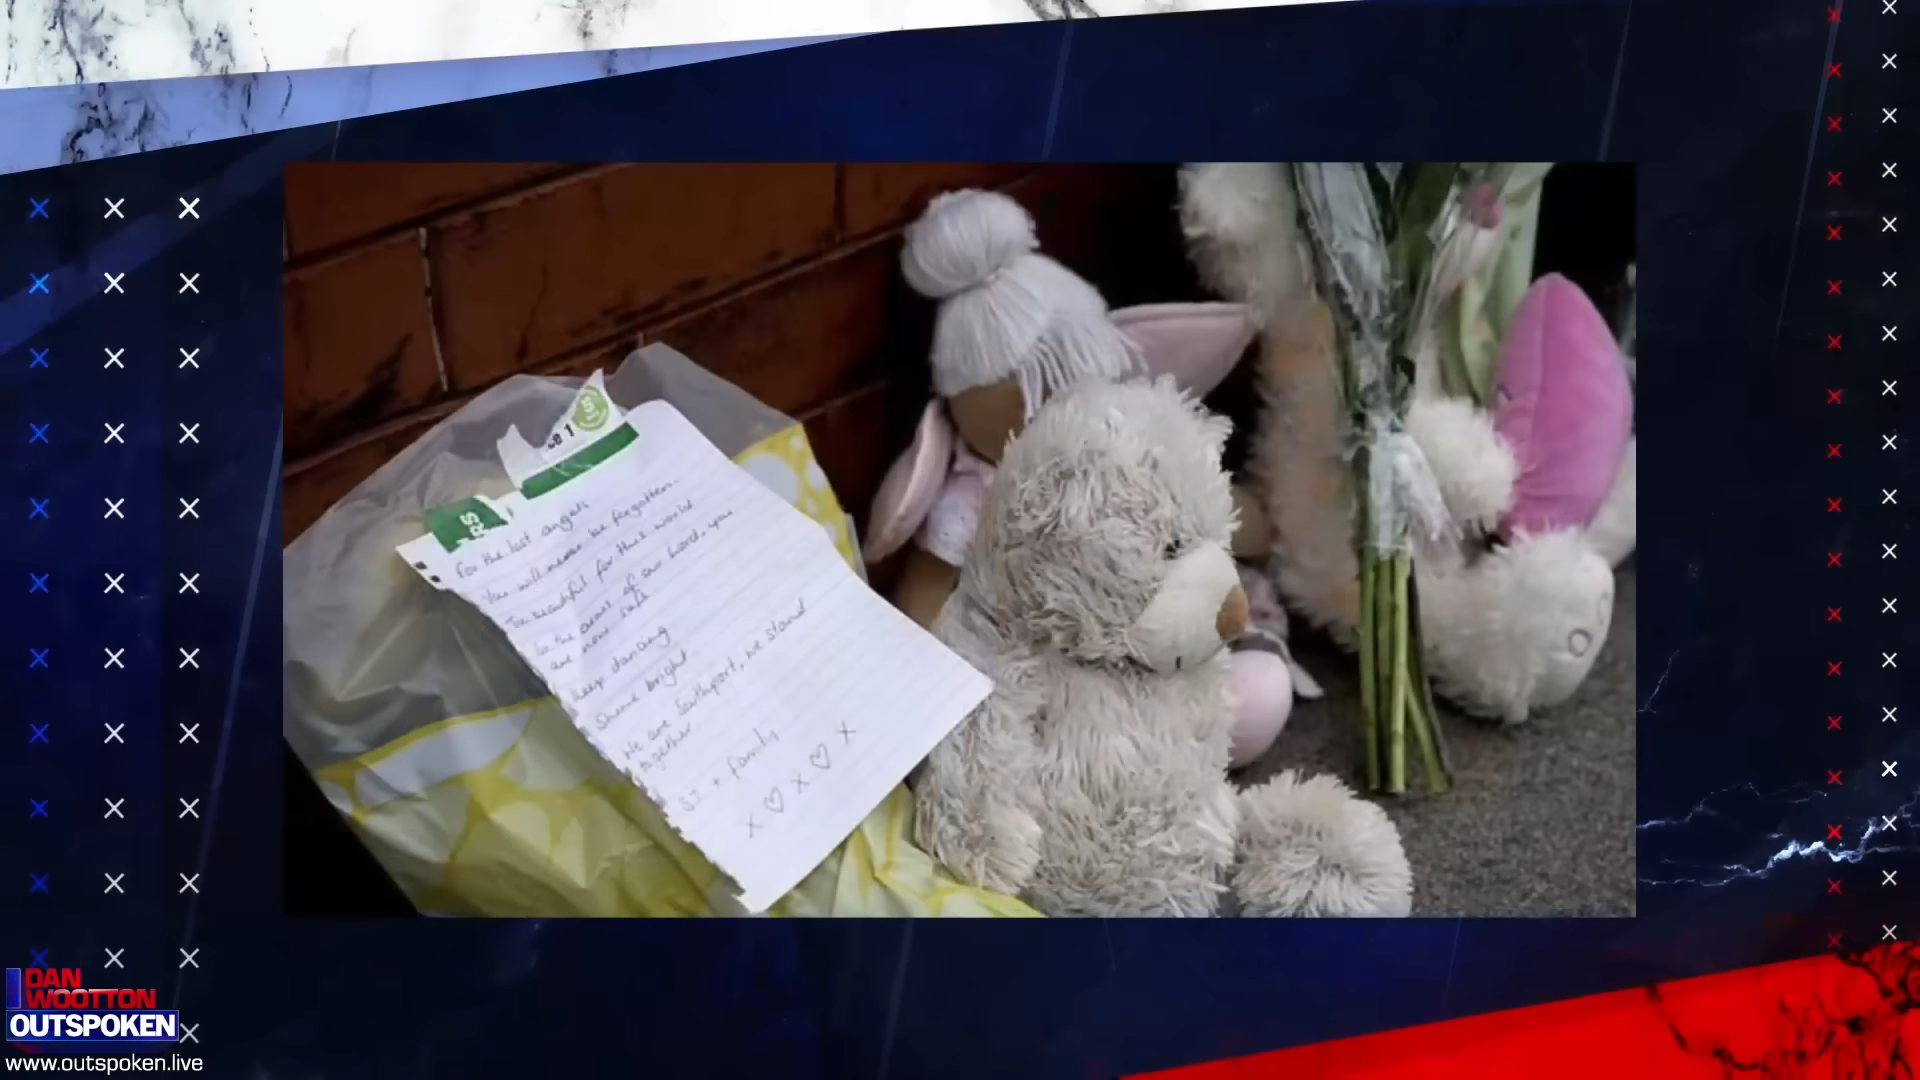 For the lost angels
You will never be forgotten.
Too beautiful for this world
In the arms of our Lord, you
are now safe
Keep dancing
Shine bright.
We are Southport, we stand
together
+ family
x ♡ x ♡ x
DAN
WOOTTON
OUTSPOKEN
www.outspoken.live